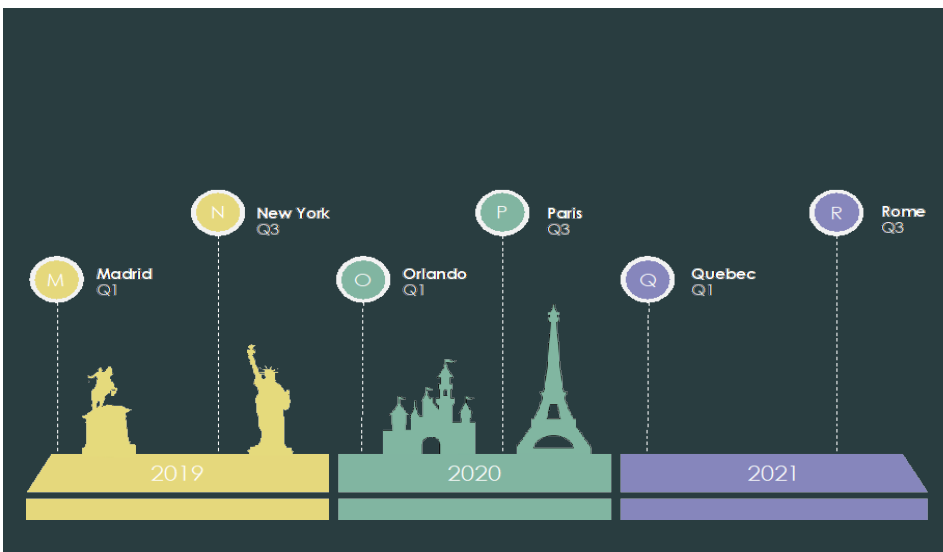 M
Madrid
Q1
N
New York
Q3
O
Orlando
Q1
P
Paris
Q3
Q
Quebec
Q1
R
Rome
Q3
2019
2020
2021